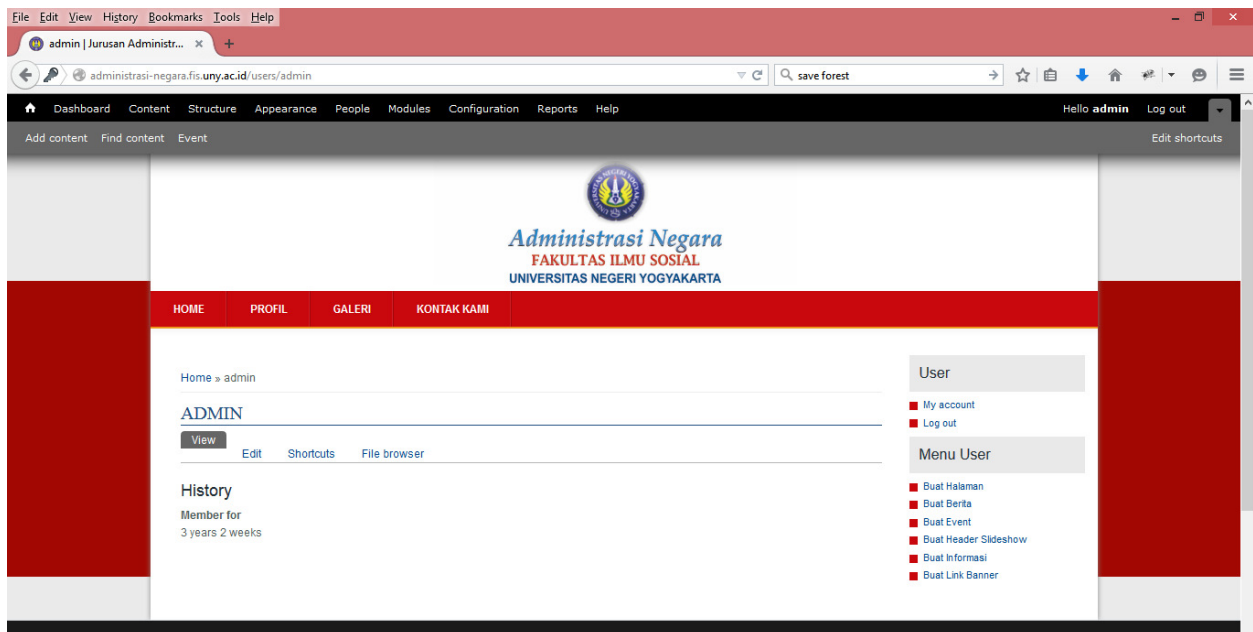 File Edit View History Bookmarks Tools Help
admin | Jurusan Administr...
administrasi-negara.fis.uny.ac.id/users/admin
save forest
Dashboard Content Structure Appearance People Modules Configuration Reports Help
Hello admin Log out
Add content Find content Event
Edit shortcuts
UNIVERSITAS NEGERI YOGYAKARTA
Administrasi Negara
FAKULTAS ILMU SOSIAL
UNIVERSITAS NEGERI YOGYAKARTA
HOME PROFIL GALERI KONTAK KAMI
Home » admin
ADMIN
View Edit Shortcuts File browser
History
Member for
3 years 2 weeks
User
My account
Log out
Menu User
Buat Halaman
Buat Berita
Buat Event
Buat Header Slideshow
Buat Informasi
Buat Link Banner